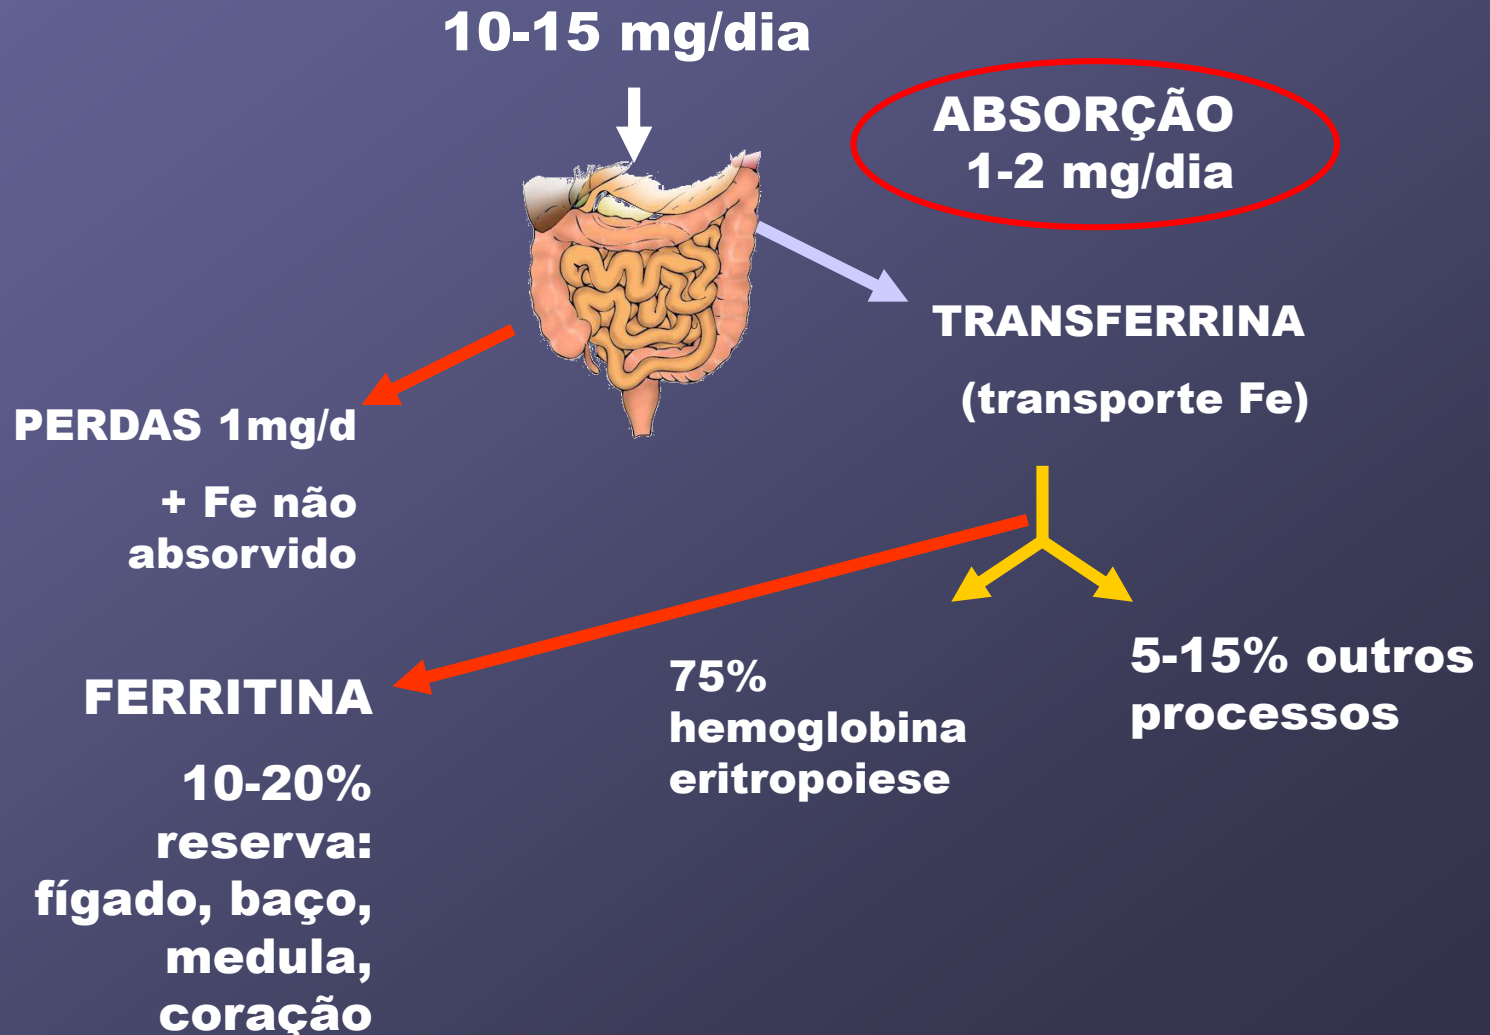 10-15 mg/dia
ABSORÇÃO
1-2 mg/dia
TRANSFERRINA
(transporte Fe)
PERDAS 1mg/d
+ Fe não
absorvido
FERRITINA
10-20%
reserva:
fígado, baço,
medula,
coração
75%
hemoglobina
eritropoiese
5-15% outros
processos